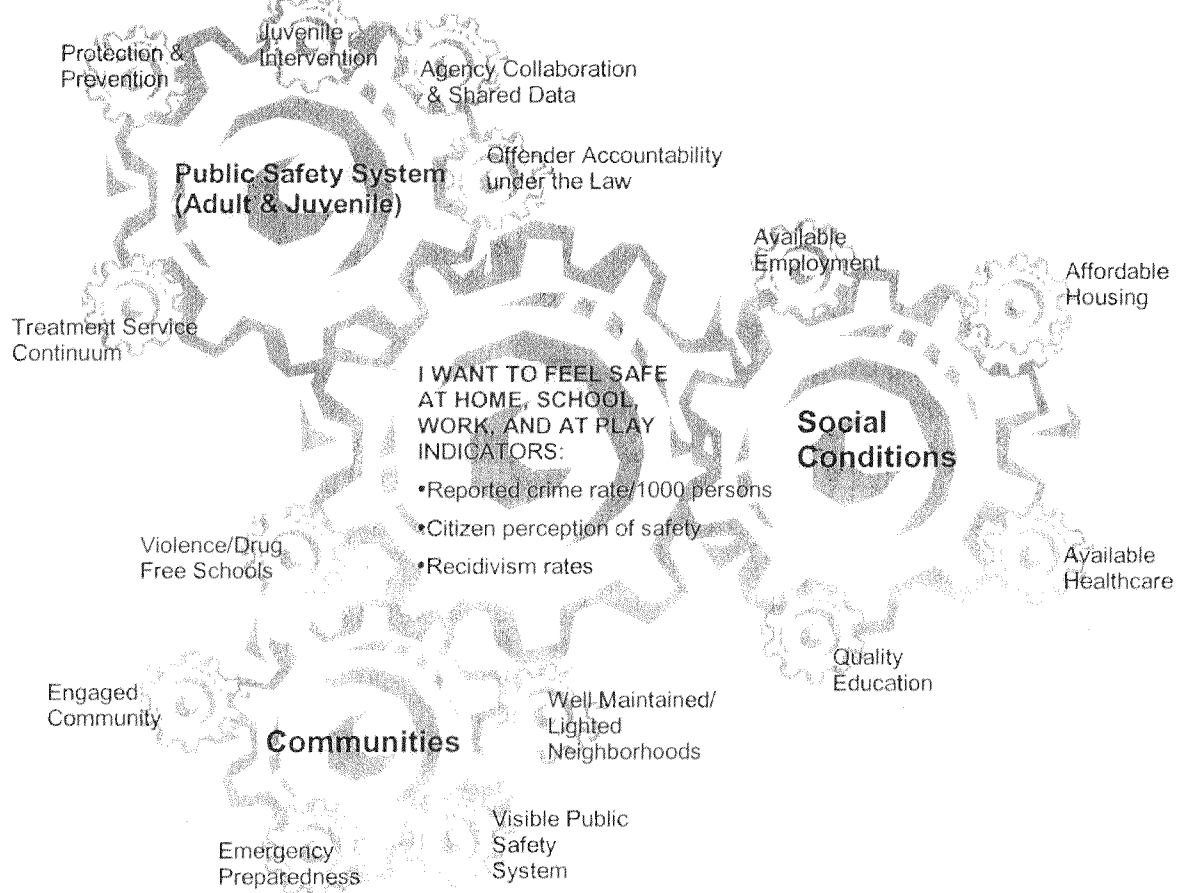 Juvenile
Intervention
Protection &
Prevention
Agency Collaboration
& Shared Data
Offender Accountability
under the Law
Public Safety System
(Adult & Juvenile)
Treatment Service
Continuum
Available
Employment
Affordable
Housing
I WANT TO FEEL SAFE
AT HOME, SCHOOL,
WORK, AND AT PLAY
INDICATORS:
•Reported crime rate/1000 persons
•Citizen perception of safety
•Recidivism rates
Social
Conditions
Violence/Drug
Free Schools
Available
Healthcare
Quality
Education
Engaged
Community
Communities
Well Maintained/
Lighted
Neighborhoods
Visible Public
Safety
System
Emergency
Preparedness